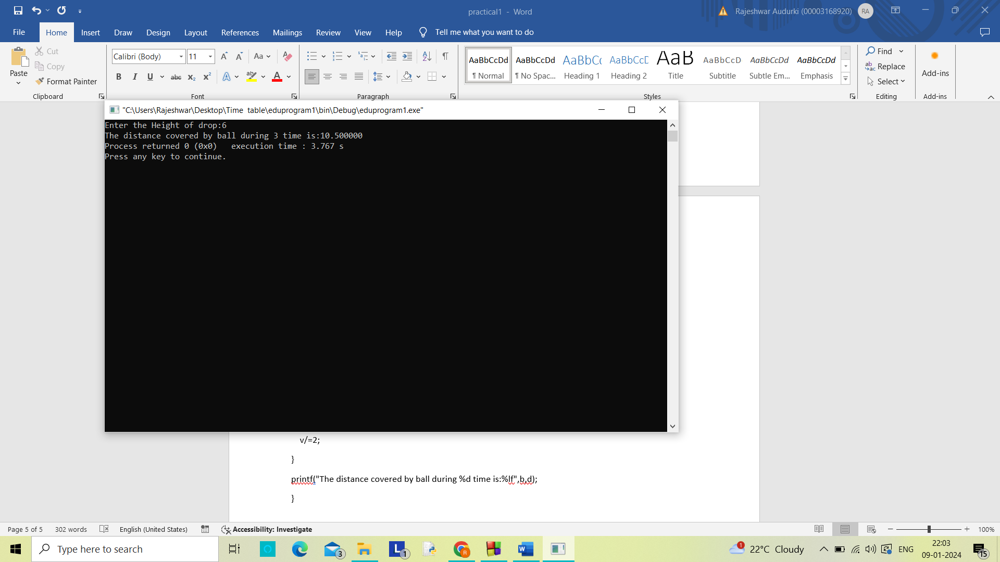 practical1 - Word
Rajeshwar Audurki (00003168920)
RA
File Home Insert Draw Design Layout References Mailings Review View Help Tell me what you want to do
Paste
Cut
Copy
Format Painter
Clipboard
Calibri (Body) 11
Font
Paragraph
AaBbCcDd AaBbCcDd AaBbC AaBbCcD AaB AaBbCcD AaBbCcDd AaBbCcDd
¶ Normal ¶ No Spac... Heading 1 Heading 2 Title Subtitle Subtle Em... Emphasis
Styles
Find
Replace
Select
Editing
Add-ins
Add-ins
"C:\Users\Rajeshwar\Desktop\Time  table\eduprogram1\bin\Debug\eduprogram1.exe"
Enter the Height of drop:6
The distance covered by ball during 3 time is:10.500000
Process returned 0 (0x0)   execution time : 3.767 s
Press any key to continue.
v/=2;
}
printf("The distance covered by ball during %d time is:%lf",b,d);
}
Page 5 of 5 302 words English (United States) Accessibility: Investigate 100%
Type here to search
3
1
1
22°C Cloudy
ENG
22:03
09-01-2024
15